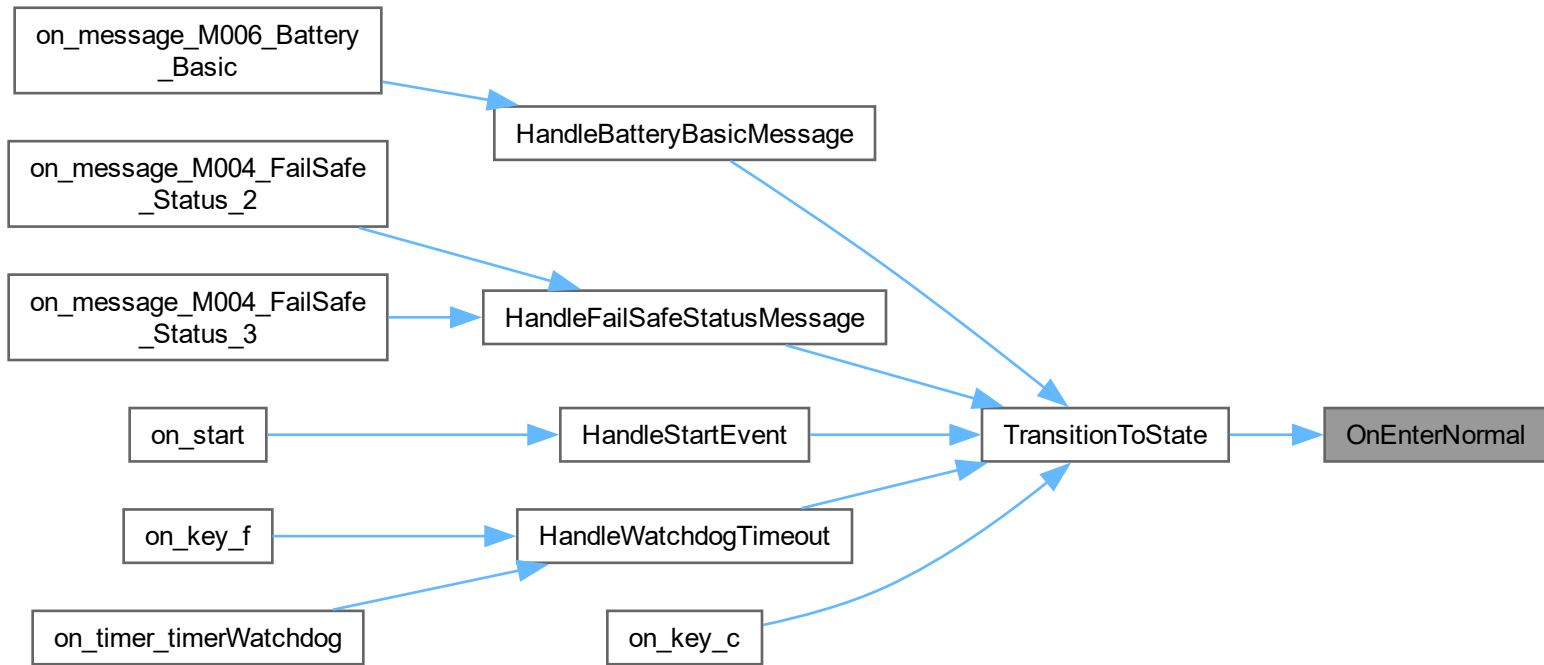 on_message_M006_Battery
_Basic
HandleBatteryBasicMessage
on_message_M004_FailSafe
_Status_2
on_message_M004_FailSafe
_Status_3
HandleFailSafeStatusMessage
on_start
HandleStartEvent
TransitionToState
OnEnterNormal
on_key_f
HandleWatchdogTimeout
on_timer_timerWatchdog
on_key_c